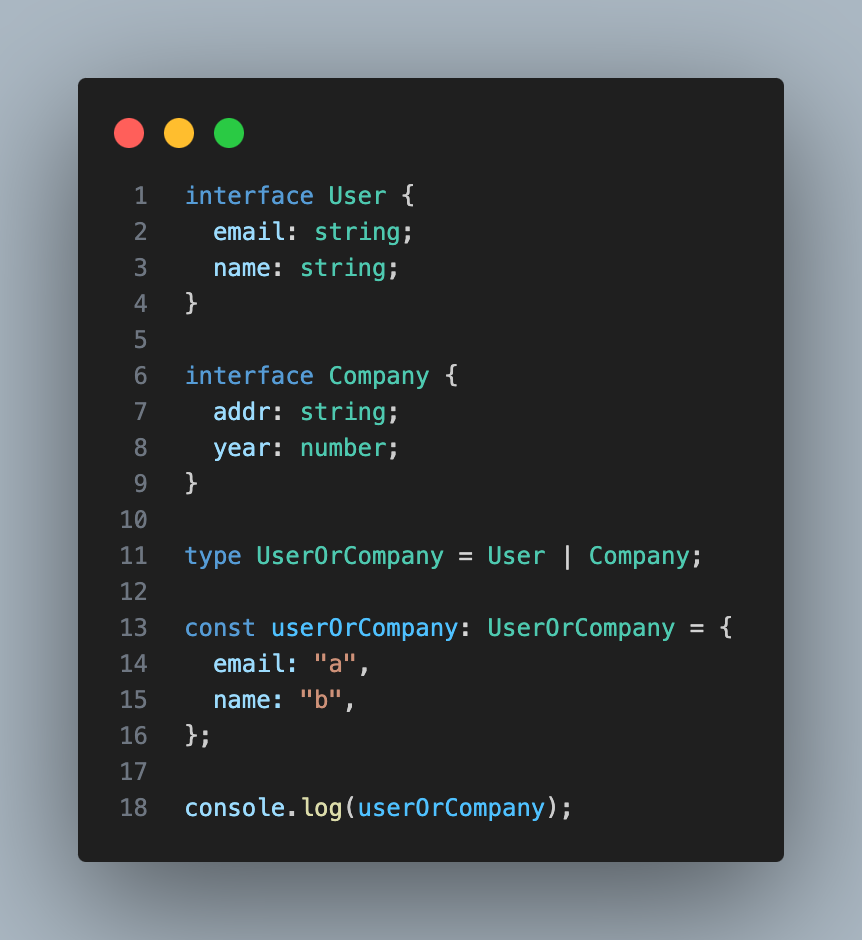 1 interface User {
2   email: string;
3   name: string;
4 }
5
6 interface Company {
7   addr: string;
8   year: number;
9 }
10
11 type UserOrCompany = User | Company;
12
13 const userOrCompany: UserOrCompany = {
14   email: "a",
15   name: "b",
16 };
17
18 console.log(userOrCompany);